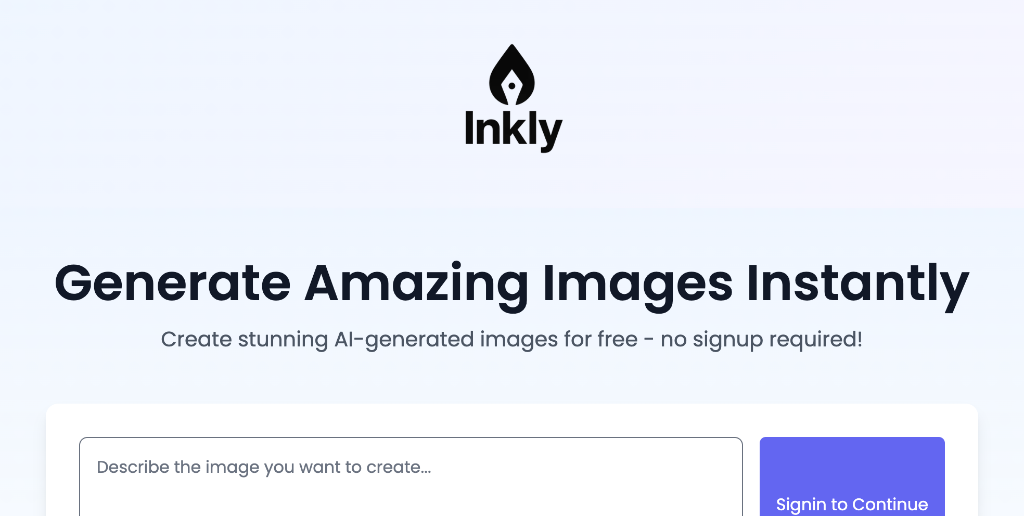 Inkly
Generate Amazing Images Instantly
Create stunning AI-generated images for free - no signup required!
Describe the image you want to create...
Signin to Continue